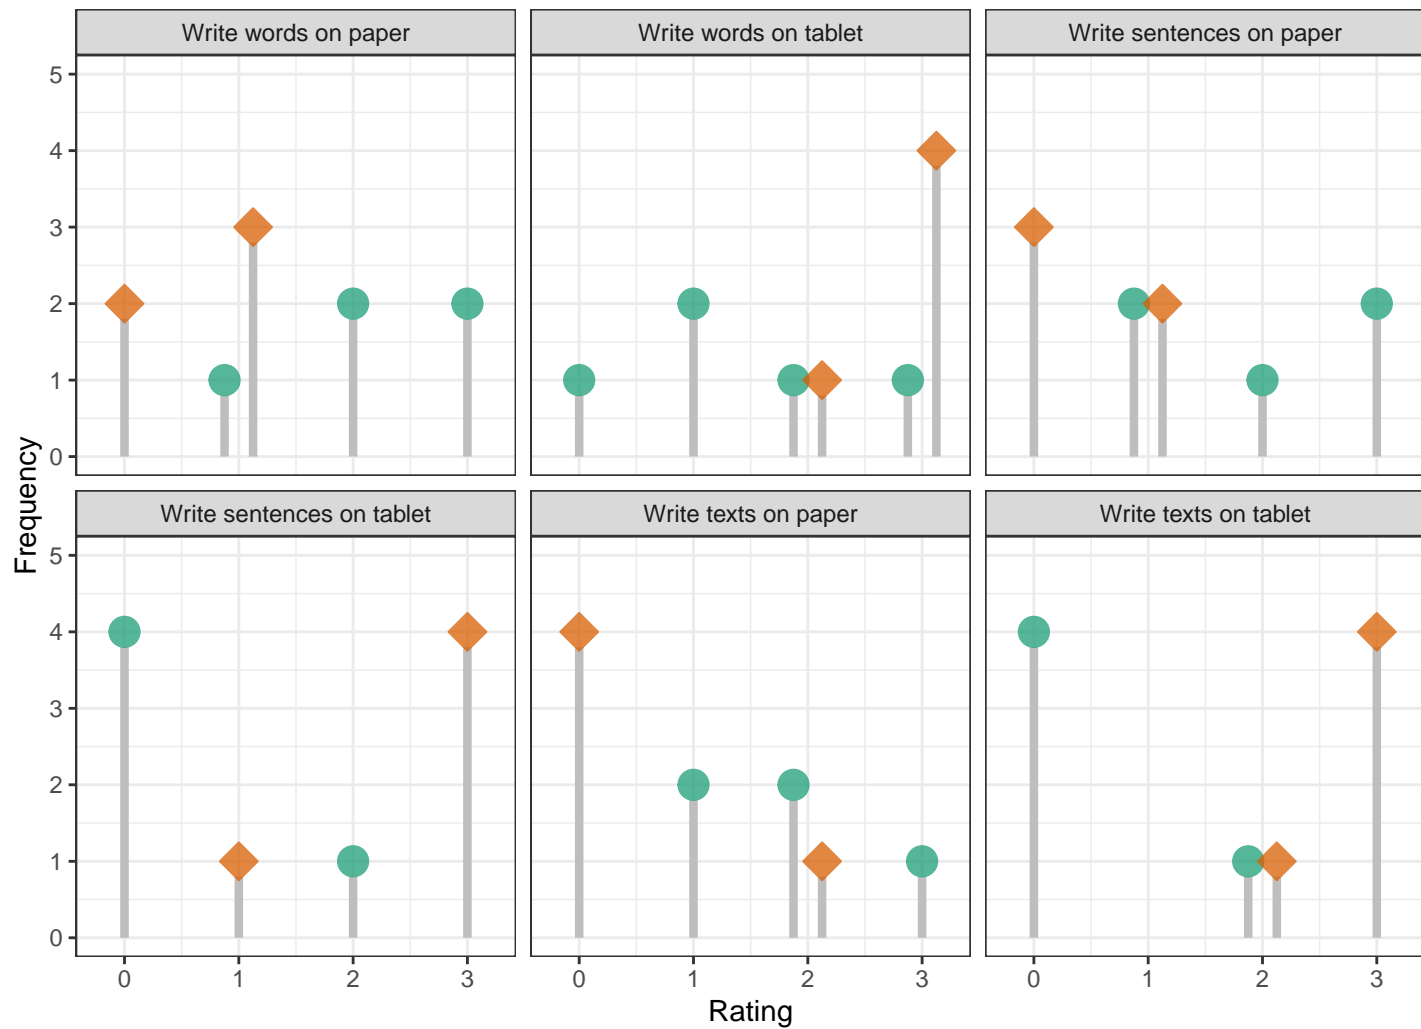 Write words on paper
Write words on tablet
Write sentences on paper
5
4
3
2
1
0
Frequency
Write sentences on tablet
Write texts on paper
Write texts on tablet
5
4
3
2
1
0
0 1 2 3
0 1 2 3
0 1 2 3
Rating